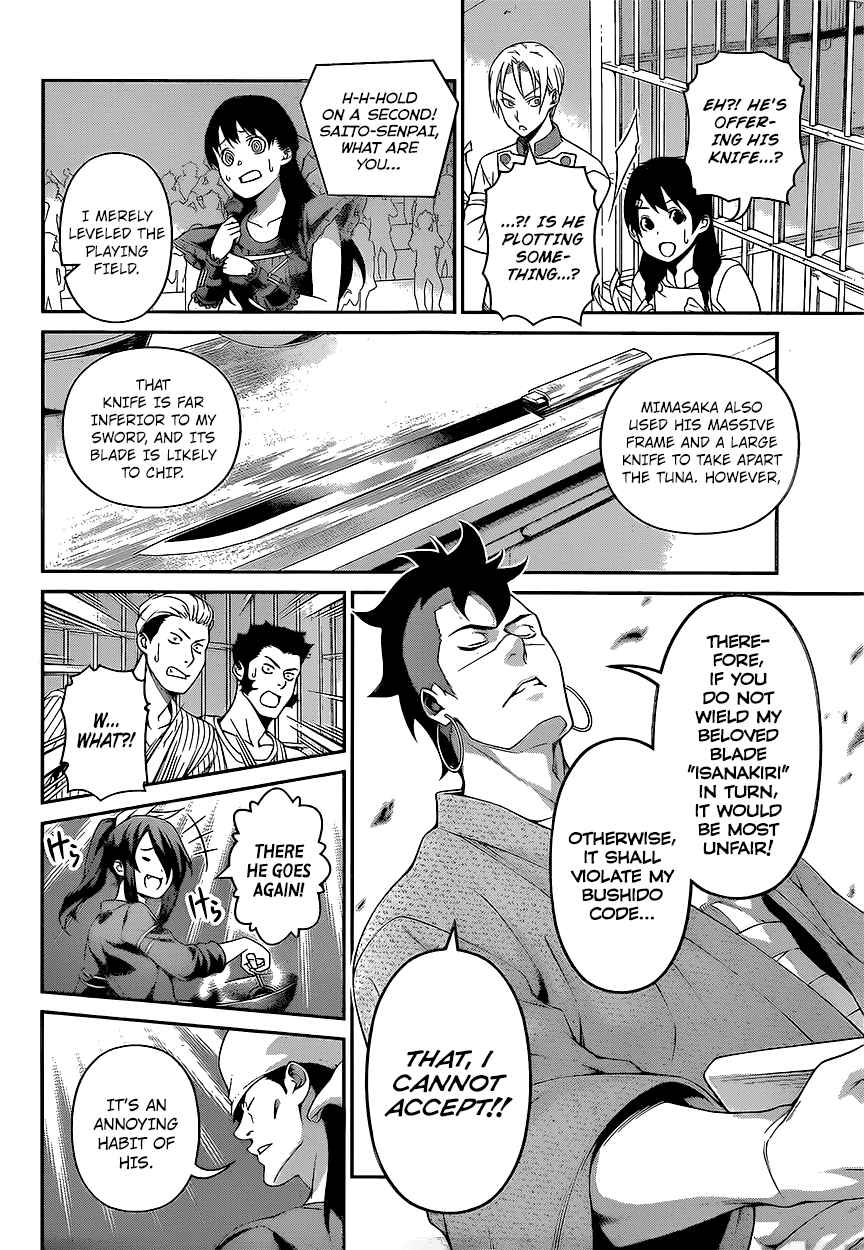 EH?! HE'S
OFFER-
ING HIS
KNIFE...?
...?! IS HE
PLOTTING
SOME-
THING...?
H-H-HOLD
ON A SECOND!
SAITO-SENPAI,
WHAT ARE
YOU...
I MERELY
LEVELED THE
PLAYING
FIELD.
MIMASAKA ALSO
USED HIS MASSIVE
FRAME AND A LARGE
KNIFE TO TAKE APART
THE TUNA. HOWEVER,
THAT
KNIFE IS FAR
INFERIOR TO MY
SWORD, AND ITS
BLADE IS LIKELY
TO CHIP.
THERE-
FORE,
IF YOU
DO NOT
WIELD MY
BELOVED
BLADE
"ISANAKIRI"
IN TURN,
IT WOULD
BE MOST
UNFAIR!
OTHERWISE,
IT SHALL
VIOLATE MY
BUSHIDO
CODE...
THAT, I
CANNOT
ACCEPT!!
W...
WHAT?!
THERE
HE GOES
AGAIN!
IT'S AN
ANNOYING
HABIT OF
HIS.